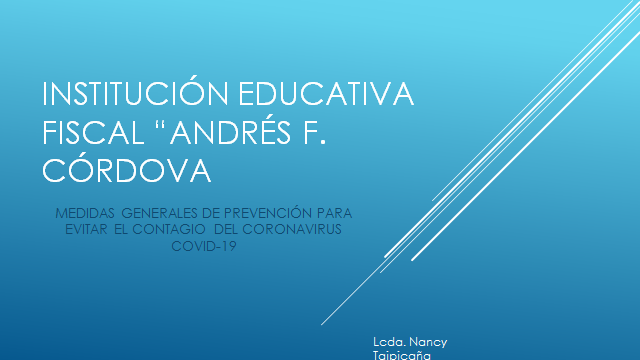 INSTITUCIÓN EDUCATIVA
FISCAL “ANDRÉS F.
CÓRDOVA
MEDIDAS GENERALES DE PREVENCIÓN PARA
EVITAR EL CONTAGIO DEL CORONAVIRUS
COVID-19
Lcda. Nancy
Taipicaña